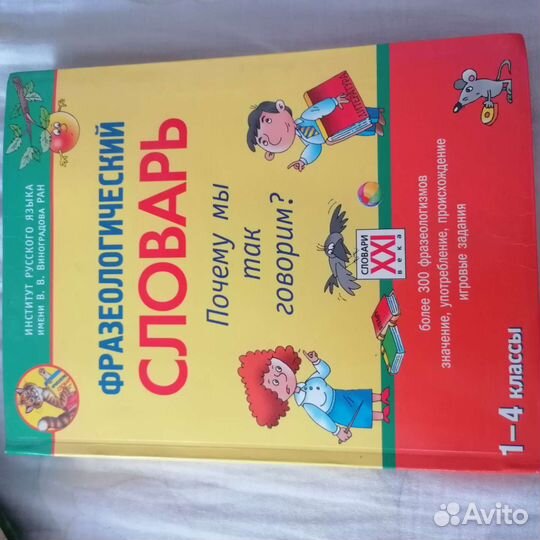 ИНСТИТУТ РУССКОГО ЯЗЫКА
ИМЕНИ В. В. ВИНОГРАДОВА РАН
ФРАЗЕОЛОГИЧЕСКИЙ
СЛОВАРЬ
Почему мы
так
говорим?
СЛОВАРИ
XXI
века
более 300 фразеологизмов
значение, употребление, происхождение
игровые задания
1–4 классы
Avito